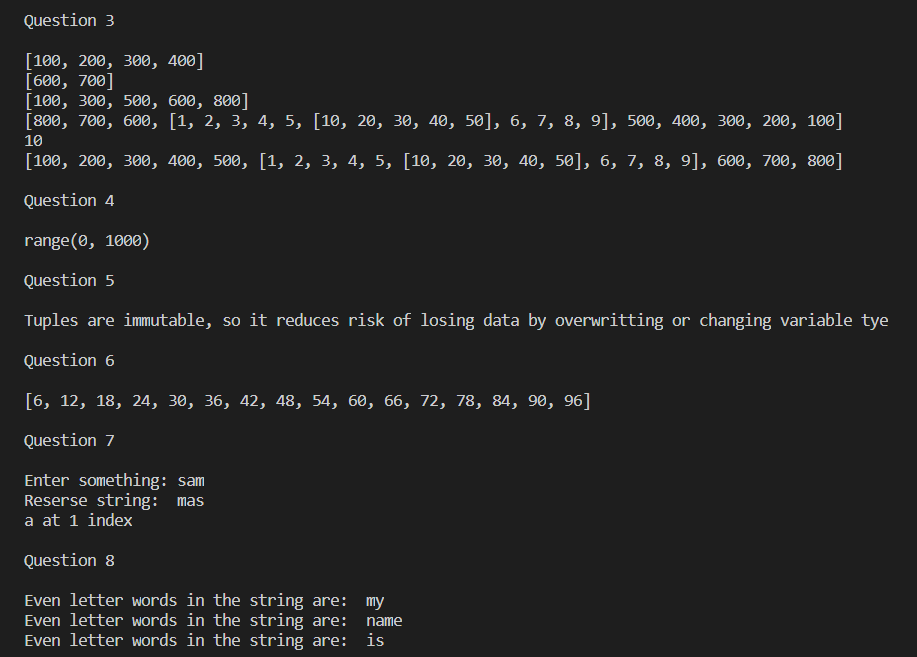 Question 3
[100, 200, 300, 400]
[600, 700]
[100, 300, 500, 600, 800]
[800, 700, 600, [1, 2, 3, 4, 5, [10, 20, 30, 40, 50], 6, 7, 8, 9], 500, 400, 300, 200, 100]
10
[100, 200, 300, 400, 500, [1, 2, 3, 4, 5, [10, 20, 30, 40, 50], 6, 7, 8, 9], 600, 700, 800]
Question 4
range(0, 1000)
Question 5
Tuples are immutable, so it reduces risk of losing data by overwritting or changing variable tye
Question 6
[6, 12, 18, 24, 30, 36, 42, 48, 54, 60, 66, 72, 78, 84, 90, 96]
Question 7
Enter something: sam
Reserse string:  mas
a at 1 index
Question 8
Even letter words in the string are:  my
Even letter words in the string are:  name
Even letter words in the string are:  is